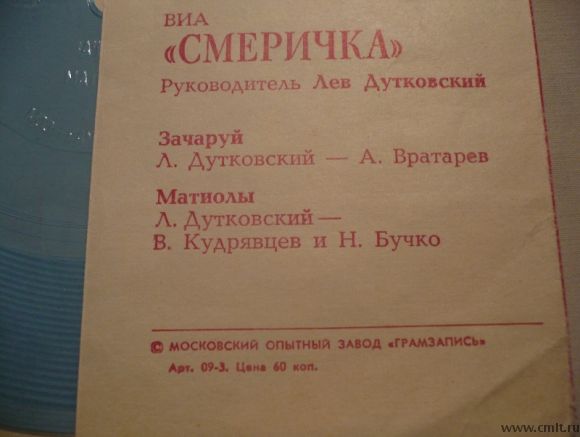 ВИА
«СМЕРИЧКА»
Руководитель Лев Дутковский
Зачаруй
Л. Дутковский — А. Вратарев
Матиолы
Л. Дутковский —
В. Кудрявцев и Н. Бучко
© МОСКОВСКИЙ ОПЫТНЫЙ ЗАВОД «ГРАМЗАПИСЬ»
Арт. 09-3. Цена 60 коп.
www.cmlt.ru